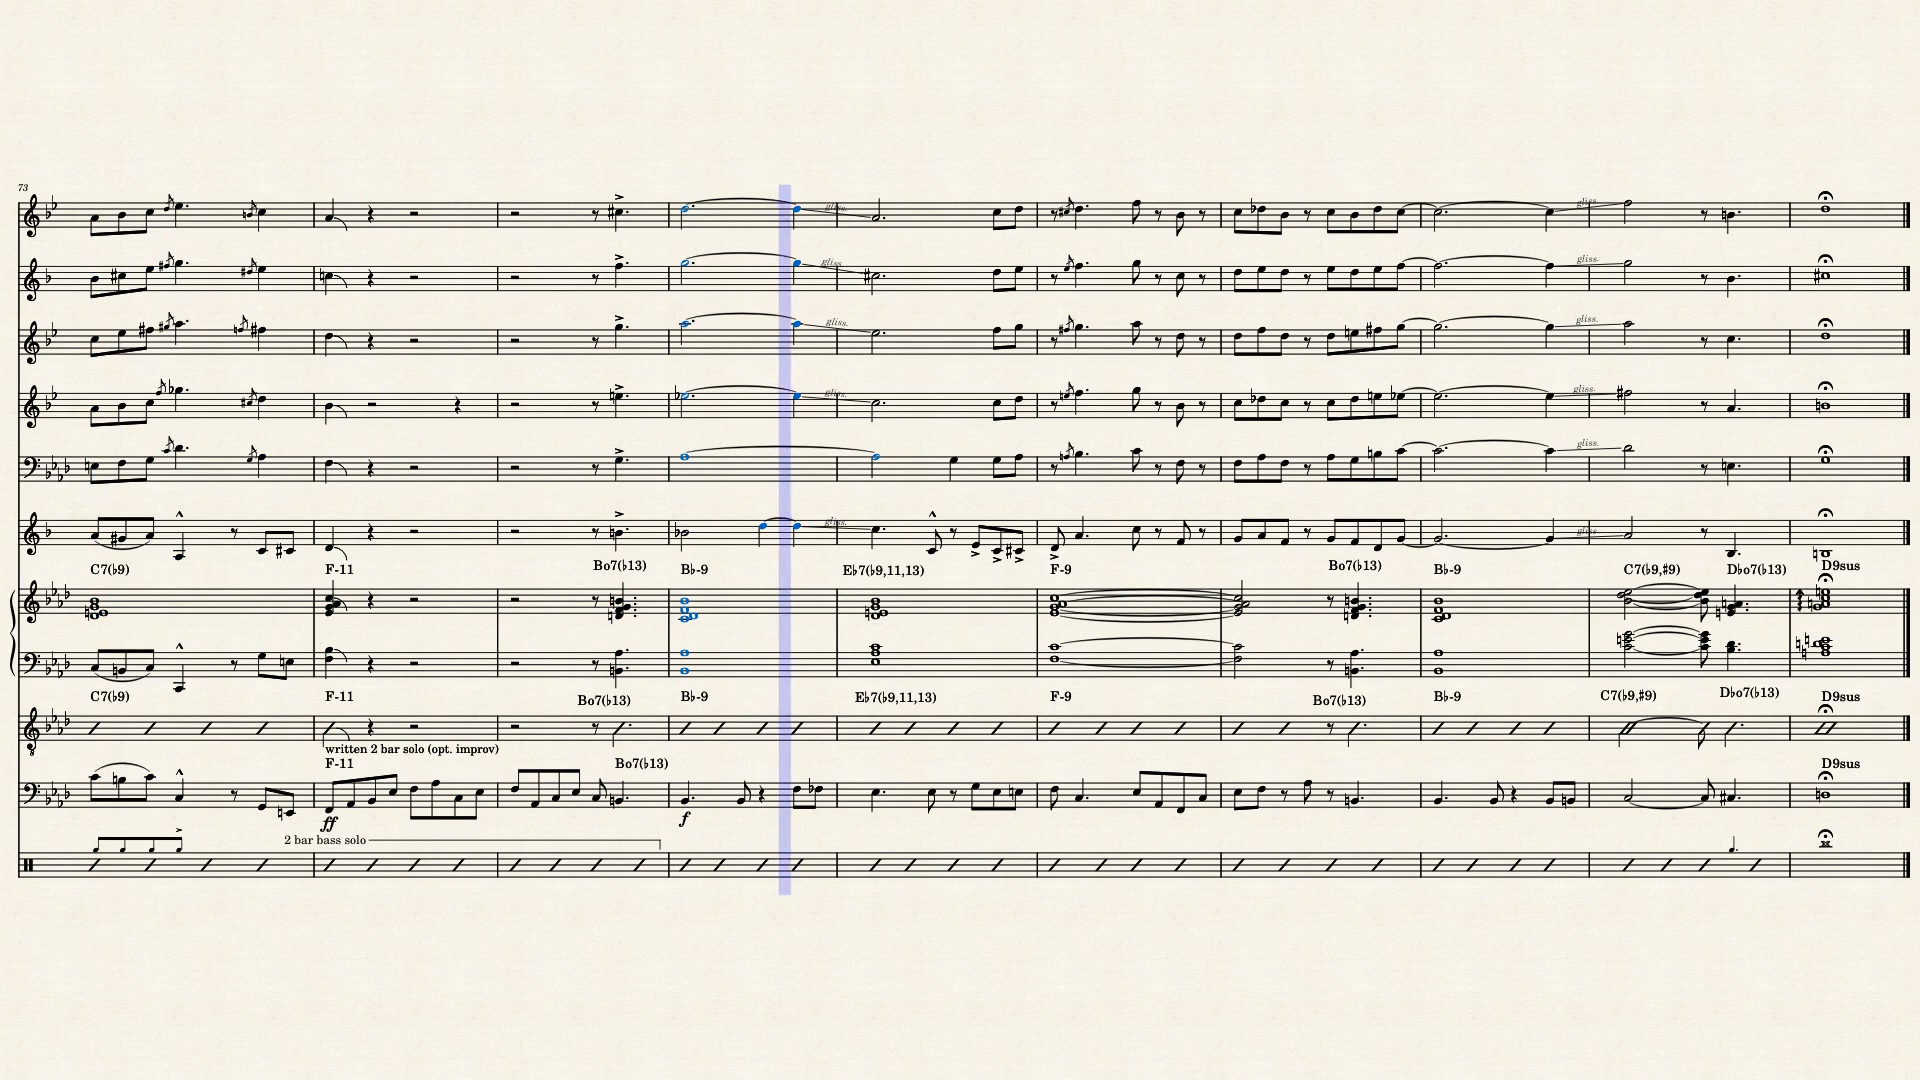 73
gliss. gliss.
gliss. gliss.
gliss. gliss.
gliss. gliss.
gliss.
gliss. gliss.
C7(♭9) F-11 Bo7(♭13) B♭-9 E♭7(♭9,11,13) F-9 Bo7(♭13) B♭-9 C7(♭9,♯9) D♭o7(♭13) D9sus
C7(♭9) F-11 Bo7(♭13) B♭-9 E♭7(♭9,11,13) F-9 Bo7(♭13) B♭-9 C7(♭9,♯9) D♭o7(♭13) D9sus
8
written 2 bar solo (opt. improv)
F-11 Bo7(♭13) D9sus
ff f
2 bar bass solo